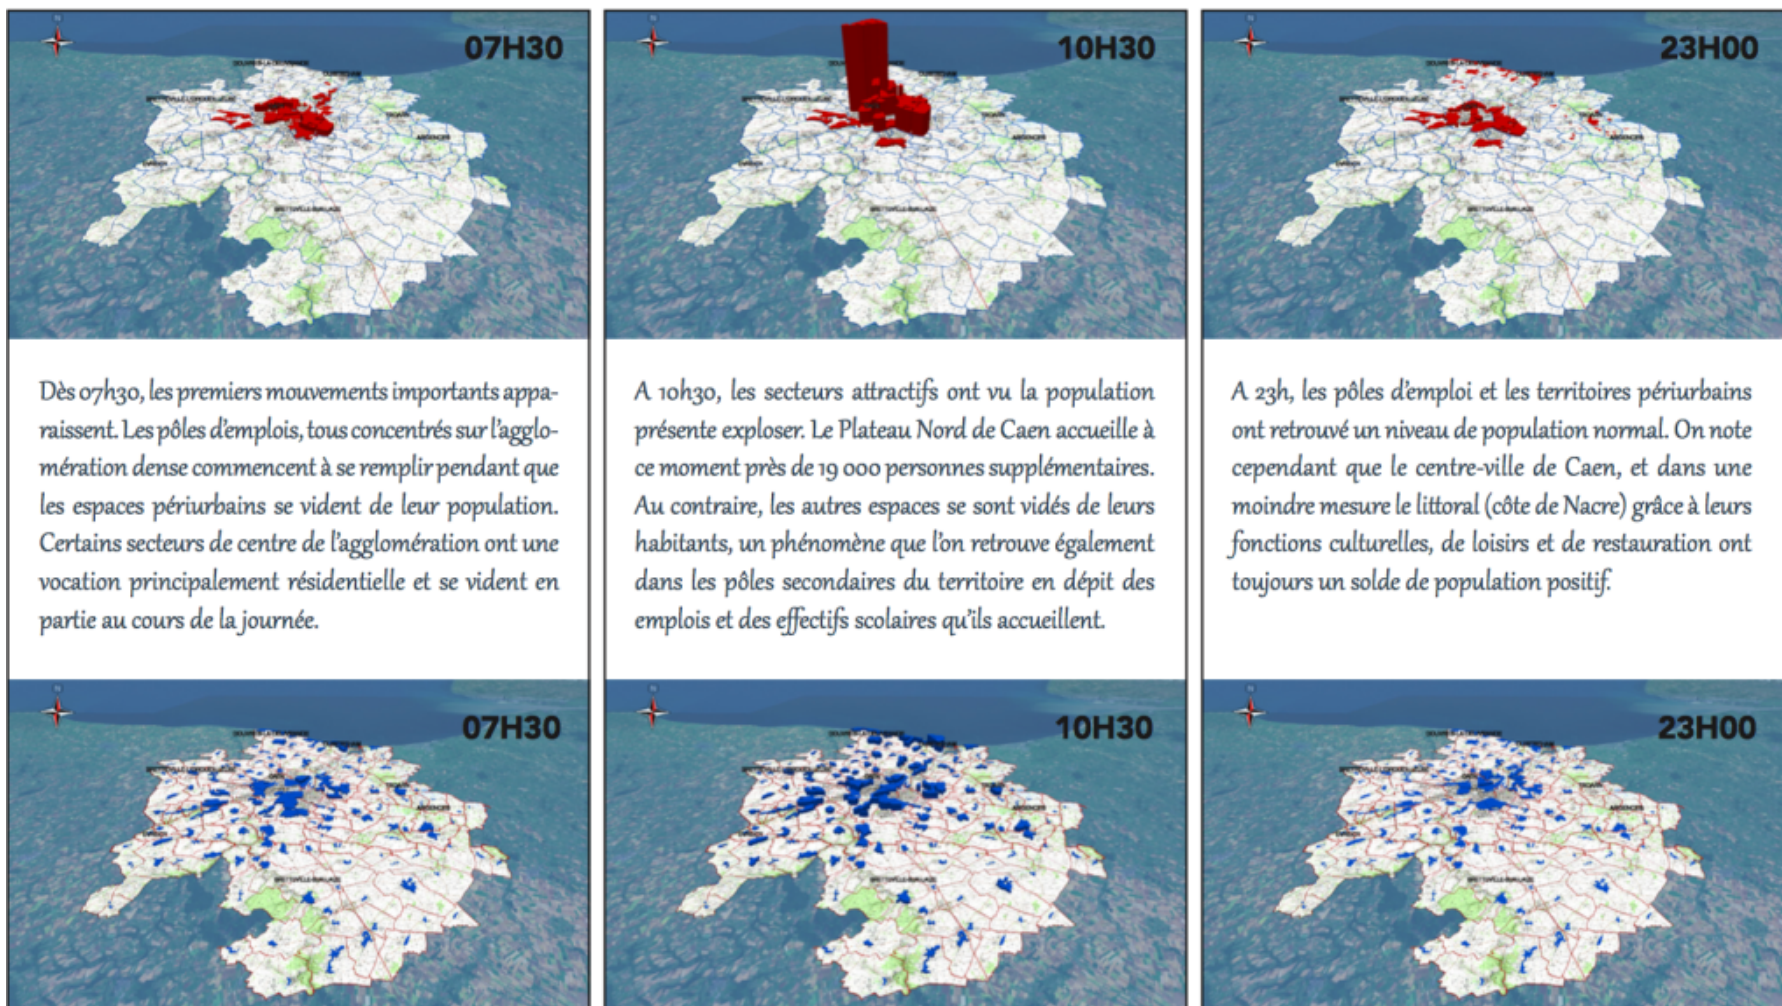 07H30
Dès 07h30, les premiers mouvements importants appa-
raissent. Les pôles d'emplois, tous concentrés sur l'agglo-
mération dense commencent à se remplir pendant que
les espaces périurbains se vident de leur population.
Certains secteurs de centre de l'agglomération ont une
vocation principalement résidentielle et se vident en
partie au cours de la journée.
07H30
10H30
A 10h30, les secteurs attractifs ont vu la population
présente exploser. Le Plateau Nord de Caen accueille à
ce moment près de 19 000 personnes supplémentaires.
Au contraire, les autres espaces se sont vidés de leurs
habitants, un phénomène que l'on retrouve également
dans les pôles secondaires du territoire en dépit des
emplois et des effectifs scolaires qu'ils accueillent.
10H30
23H00
A 23h, les pôles d'emploi et les territoires périurbains
ont retrouvé un niveau de population normal. On note
cependant que le centre-ville de Caen, et dans une
moindre mesure le littoral (côte de Nacre) grâce à leurs
fonctions culturelles, de loisirs et de restauration ont
toujours un solde de population positif.
23H00